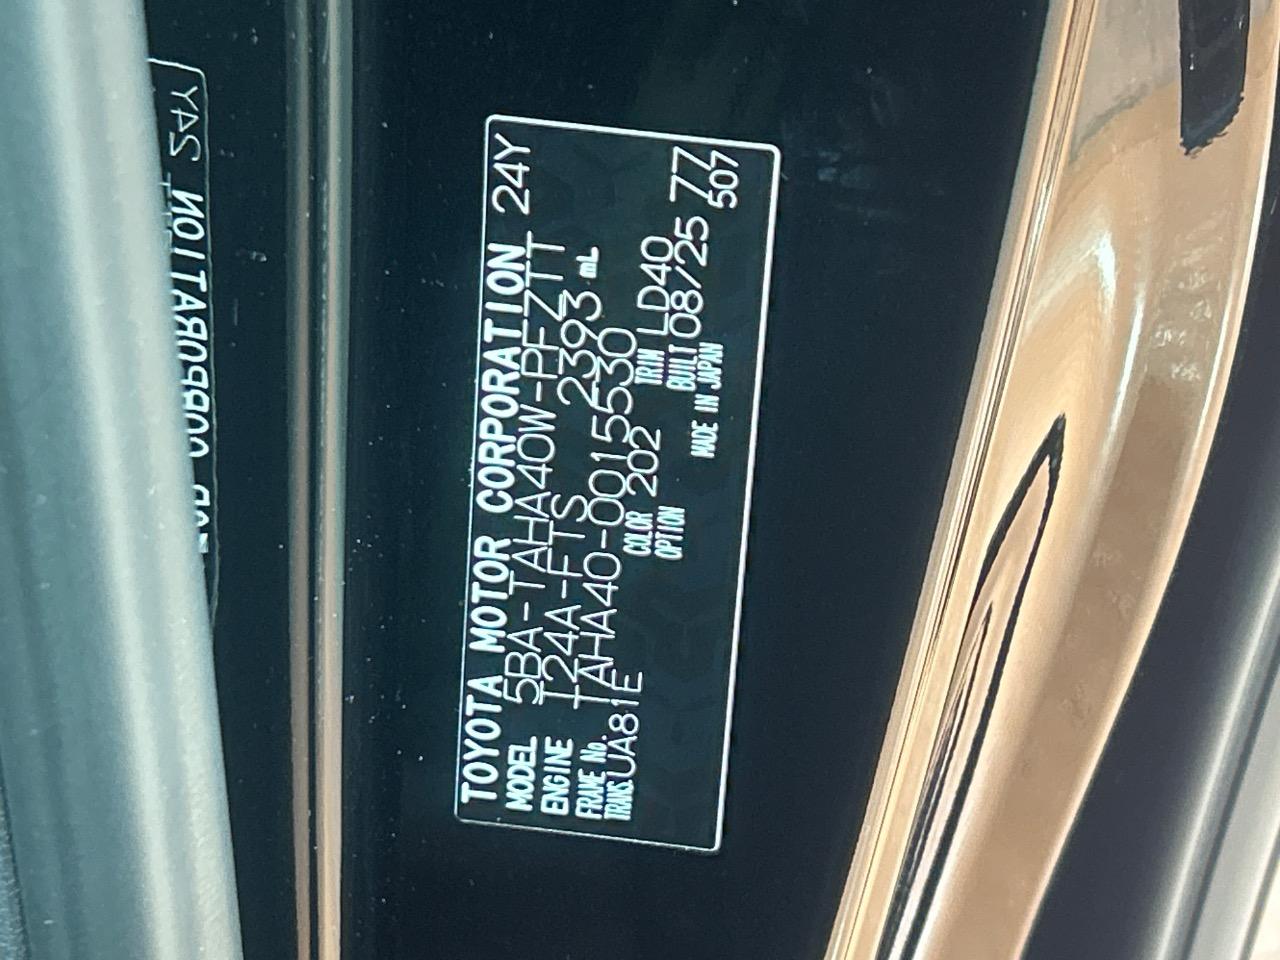 TOYOTA MOTOR CORPORATION 24Y
MODEL 5BA-TAHA40W-PFZTT
ENGINE T24A-FTS 2393 mL
FRAME No. TAHA40-0015530
TRANS. UA81E COLOR 202 TRIM LD40
OPTION BUILT 08/25 ZZ
MADE IN JAPAN 507